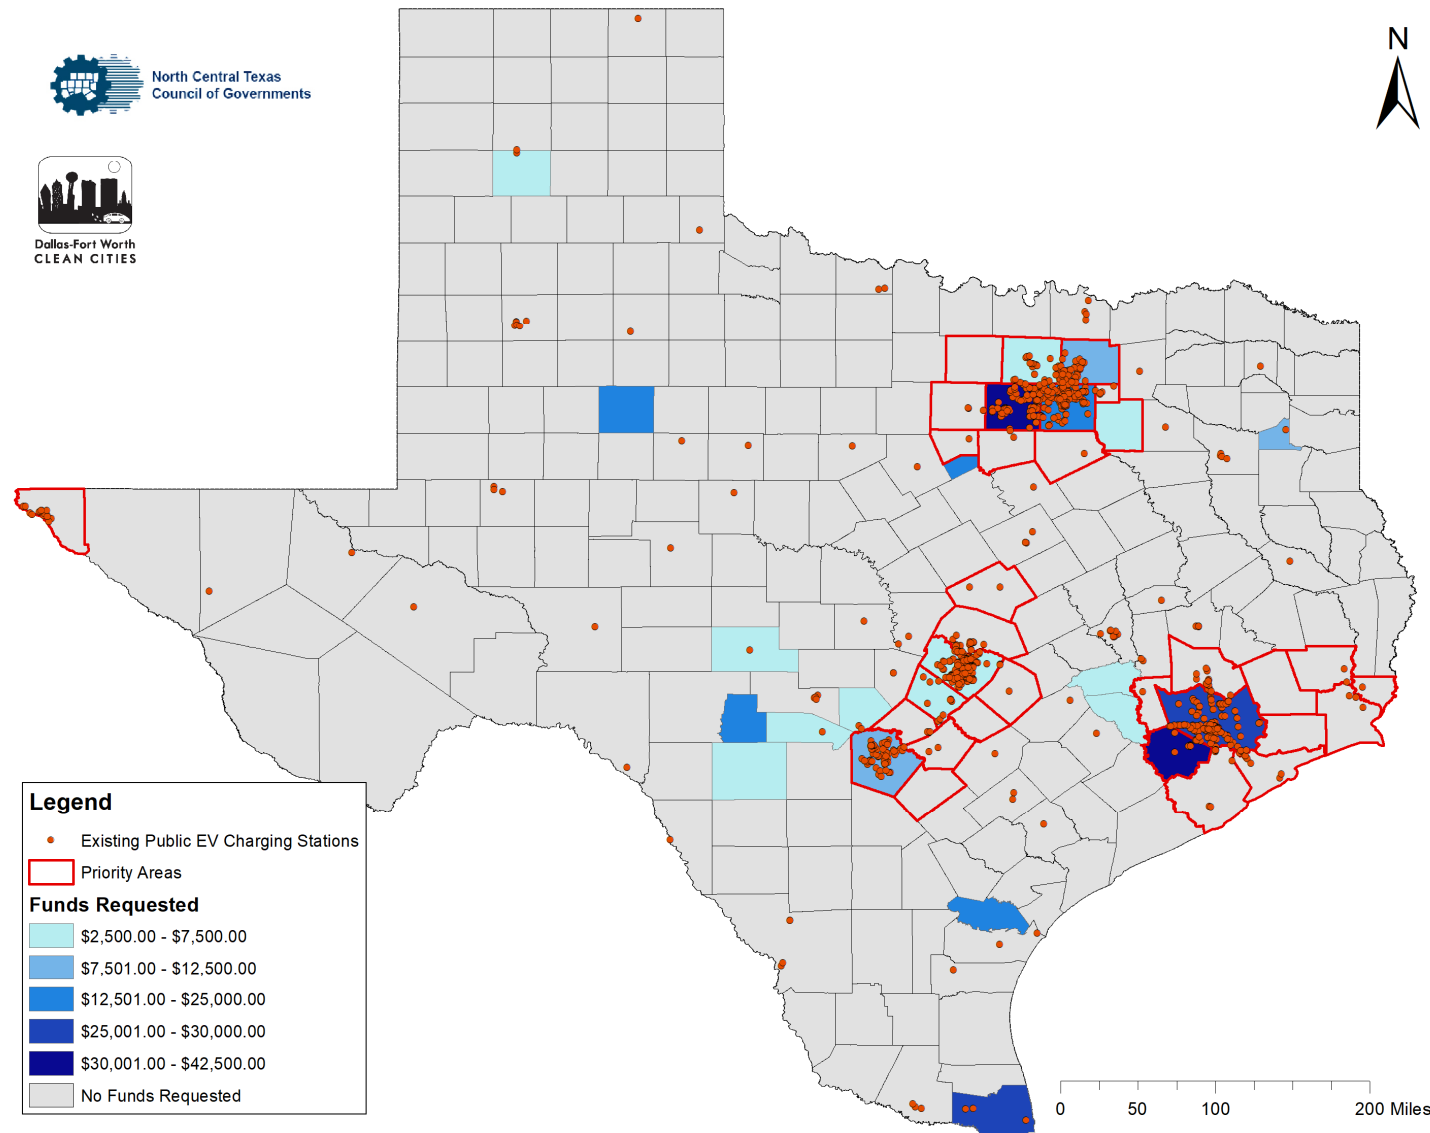 N
North Central Texas
Council of Governments
Dallas-Fort Worth
CLEAN CITIES
Legend
Existing Public EV Charging Stations
Priority Areas
Funds Requested
$2,500.00 - $7,500.00
$7,501.00 - $12,500.00
$12,501.00 - $25,000.00
$25,001.00 - $30,000.00
$30,001.00 - $42,500.00
No Funds Requested
0 50 100 200 Miles